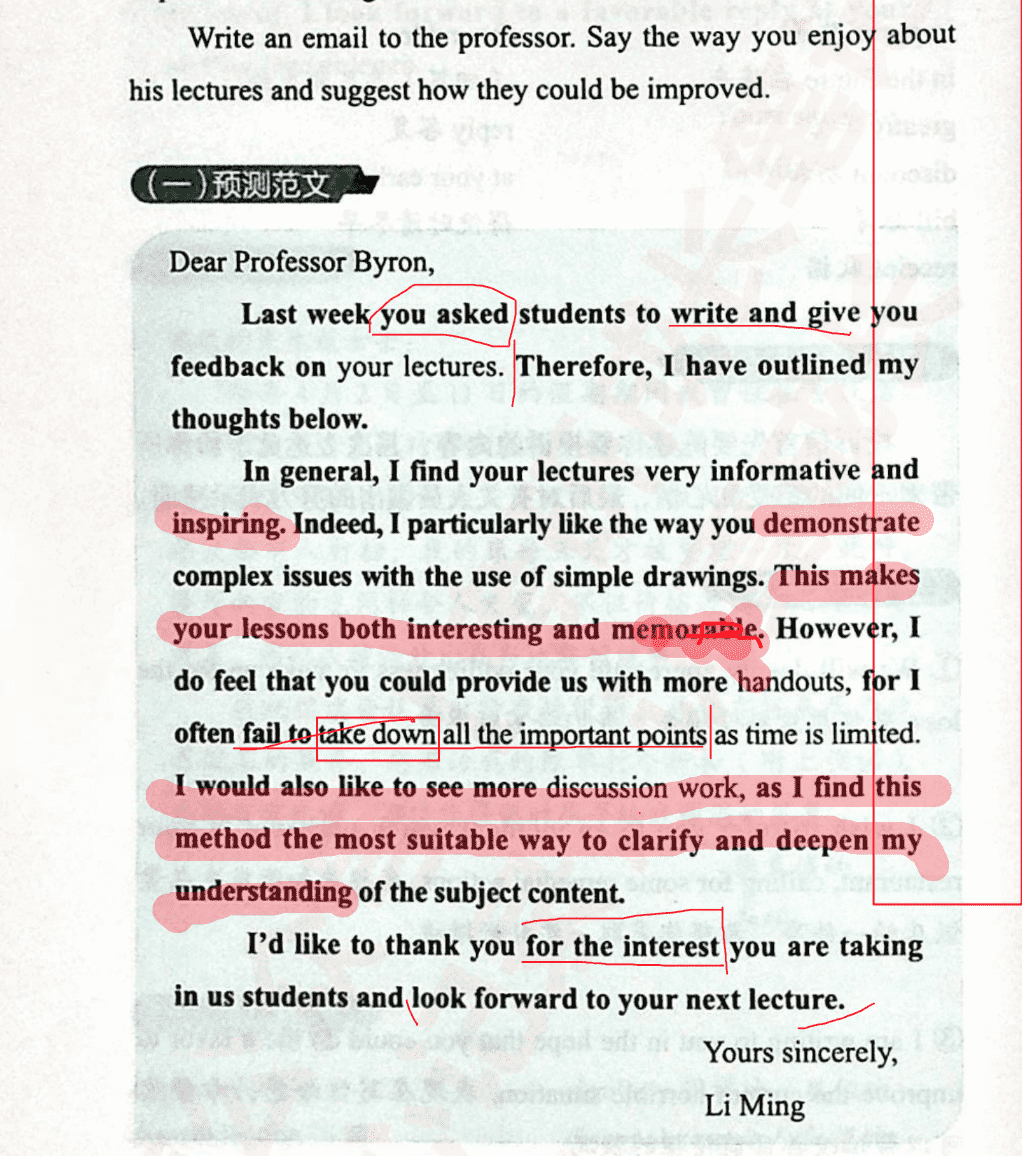 Write an email to the professor. Say the way you enjoy about
his lectures and suggest how they could be improved.
(一)预测范文
Dear Professor Byron,
Last week you asked students to write and give you
feedback on your lectures. Therefore, I have outlined my
thoughts below.
In general, I find your lectures very informative and
inspiring. Indeed, I particularly like the way you demonstrate
complex issues with the use of simple drawings. This makes
your lessons both interesting and memorable. However, I
do feel that you could provide us with more handouts, for I
often fail to take down all the important points as time is limited.
I would also like to see more discussion work, as I find this
method the most suitable way to clarify and deepen my
understanding of the subject content.
I'd like to thank you for the interest you are taking
in us students and look forward to your next lecture.
Yours sincerely,
Li Ming